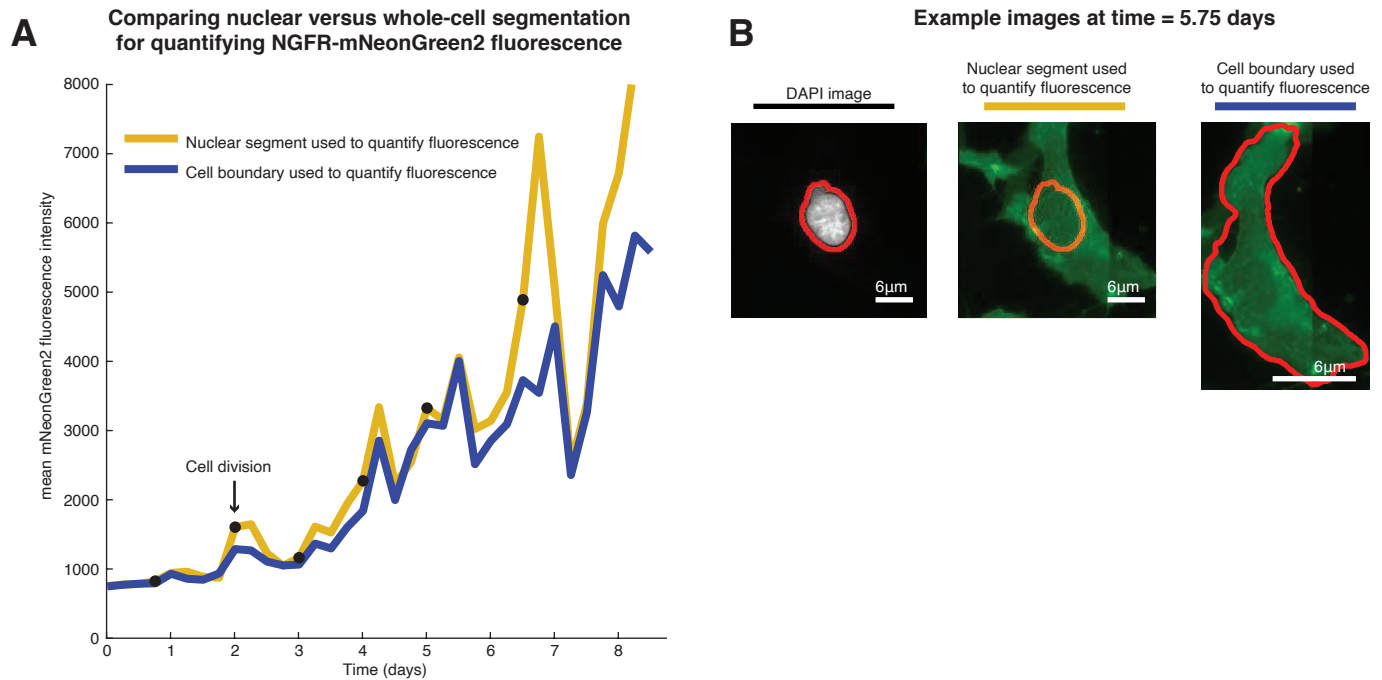 A
Comparing nuclear versus whole-cell segmentation
for quantifying NGFR-mNeonGreen2 fluorescence
8000
7000
6000
5000
4000
3000
2000
1000
0
mean mNeonGreen2 fluorescence intensity
Nuclear segment used to quantify fluorescence
Cell boundary used to quantify fluorescence
Cell division
0 1 2 3 4 5 6 7 8
Time (days)
B
Example images at time = 5.75 days
DAPI image
6μm
Nuclear segment used
to quantify fluorescence
6μm
Cell boundary used
to quantify fluorescence
6μm